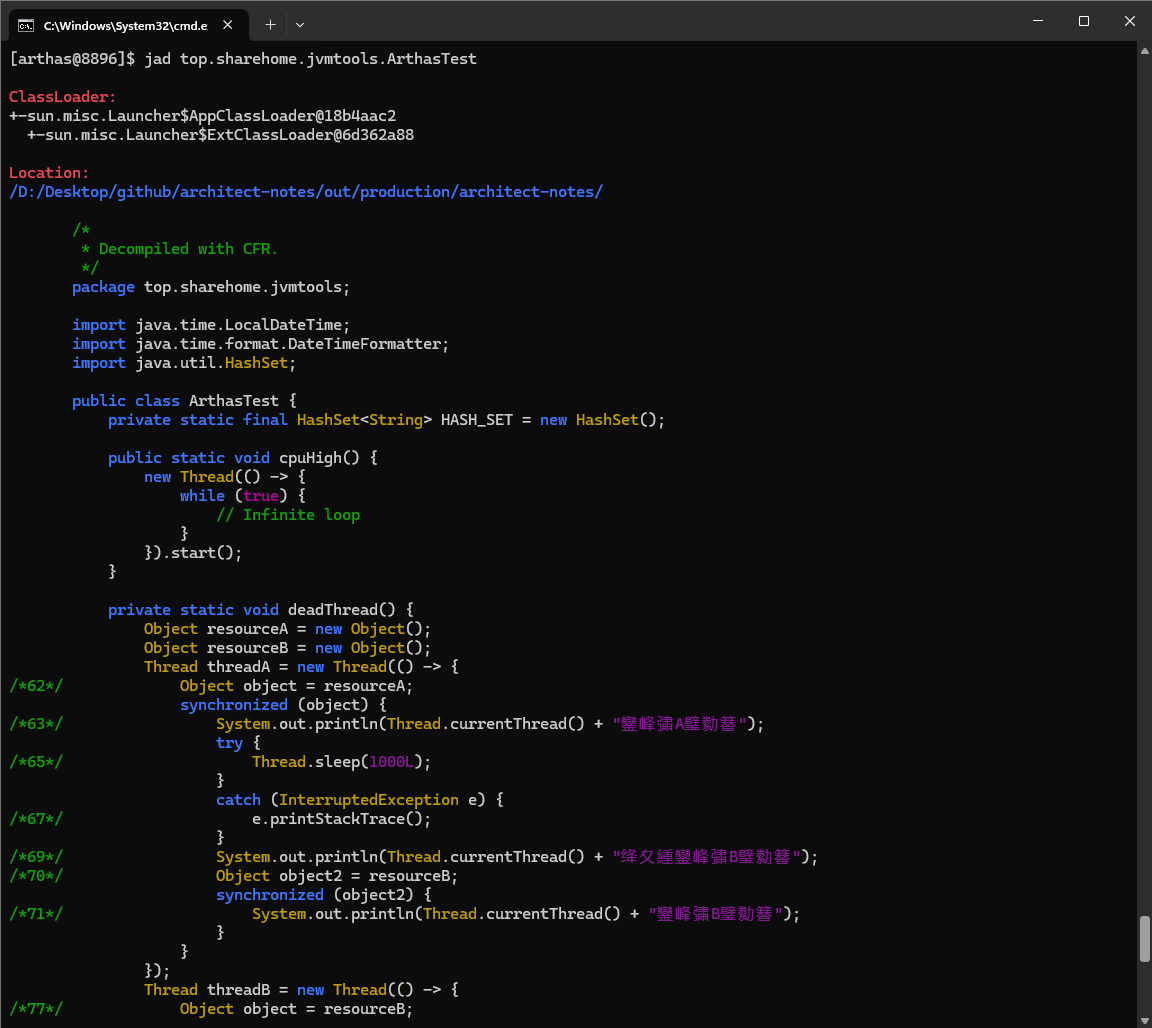 C:\Windows\System32\cmd.e
[arthas@8896]$ jad top.sharehome.jvmtools.ArthasTest
ClassLoader:
+-sun.misc.Launcher$AppClassLoader@18b4aac2
+-sun.misc.Launcher$ExtClassLoader@6d362a88
Location:
/D:/Desktop/github/architect-notes/out/production/architect-notes/
/*
* Decompiled with CFR.
*/
package top.sharehome.jvmtools;
import java.time.LocalDateTime;
import java.time.format.DateTimeFormatter;
import java.util.HashSet;
public class ArthasTest {
private static final HashSet<String> HASH_SET = new HashSet();
public static void cpuHigh() {
new Thread(() -> {
while (true) {
// Infinite loop
}
}).start();
}
private static void deadThread() {
Object resourceA = new Object();
Object resourceB = new Object();
Thread threadA = new Thread(() -> {
/*62*/ Object object = resourceA;
synchronized (object) {
/*63*/ System.out.println(Thread.currentThread() + "鑾峰彇A璧勬簮");
try {
/*65*/ Thread.sleep(1000L);
}
catch (InterruptedException e) {
/*67*/ e.printStackTrace();
}
/*69*/ System.out.println(Thread.currentThread() + "绛夊緟鑾峰彇B璧勬簮");
/*70*/ Object object2 = resourceB;
synchronized (object2) {
/*71*/ System.out.println(Thread.currentThread() + "鑾峰彇B璧勬簮");
}
}
});
Thread threadB = new Thread(() -> {
/*77*/ Object object = resourceB;